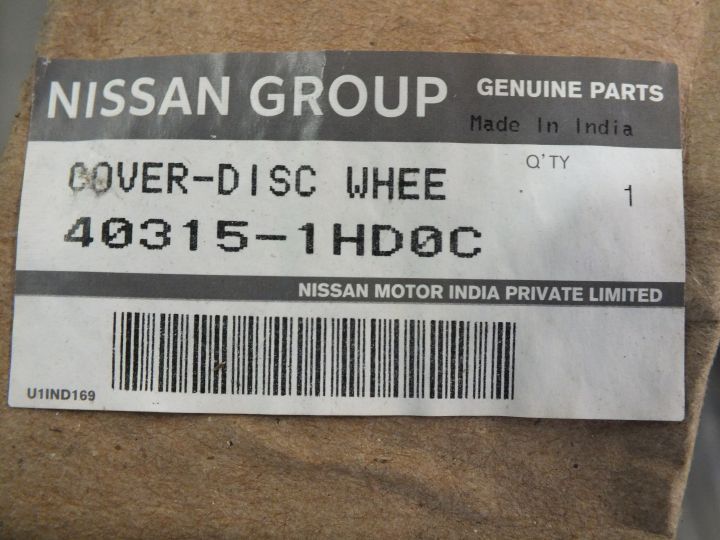 NISSAN GROUP
GENUINE PARTS
Made In India
COVER-DISC WHEE
Q'TY
1
40315-1HD0C
NISSAN MOTOR INDIA PRIVATE LIMITED
U1IND169